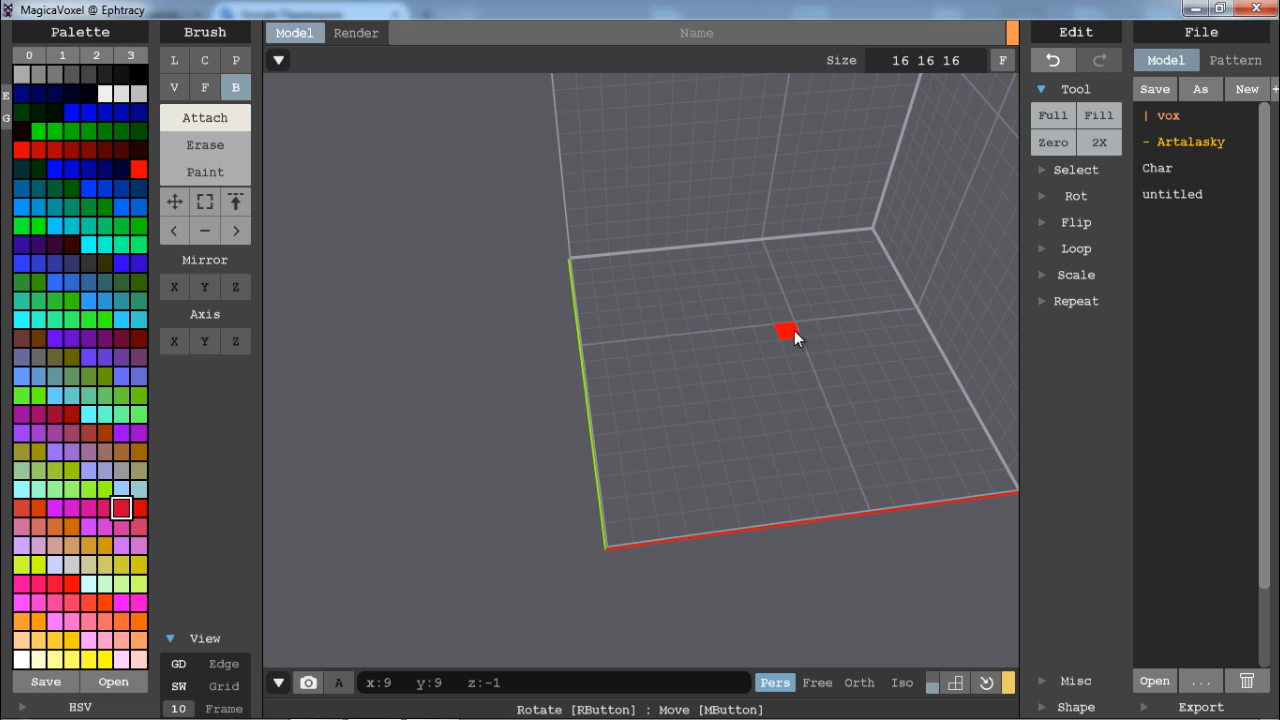 MagicaVoxel @ Ephtracy
Palette
Brush
Model
Render
Name
Edit
File
0 1 2 3
L C P
V F B
Size 16 16 16 F
Model
Pattern
Tool
Save
As
New
+
E
G
Attach
Erase
Paint
Full
Fill
Zero
2X
| vox
- Artalasky
Char
untitled
Select
Rot
Flip
Loop
Scale
Repeat
< – >
Mirror
X Y Z
Axis
X Y Z
View
GD Edge
SW Grid
10 Frame
Save
Open
HSV
A
x:9 y:9 z:-1
Pers
Free
Orth
Iso
Misc
Shape
Open
...
Export
Rotate [RButton] : Move [MButton]